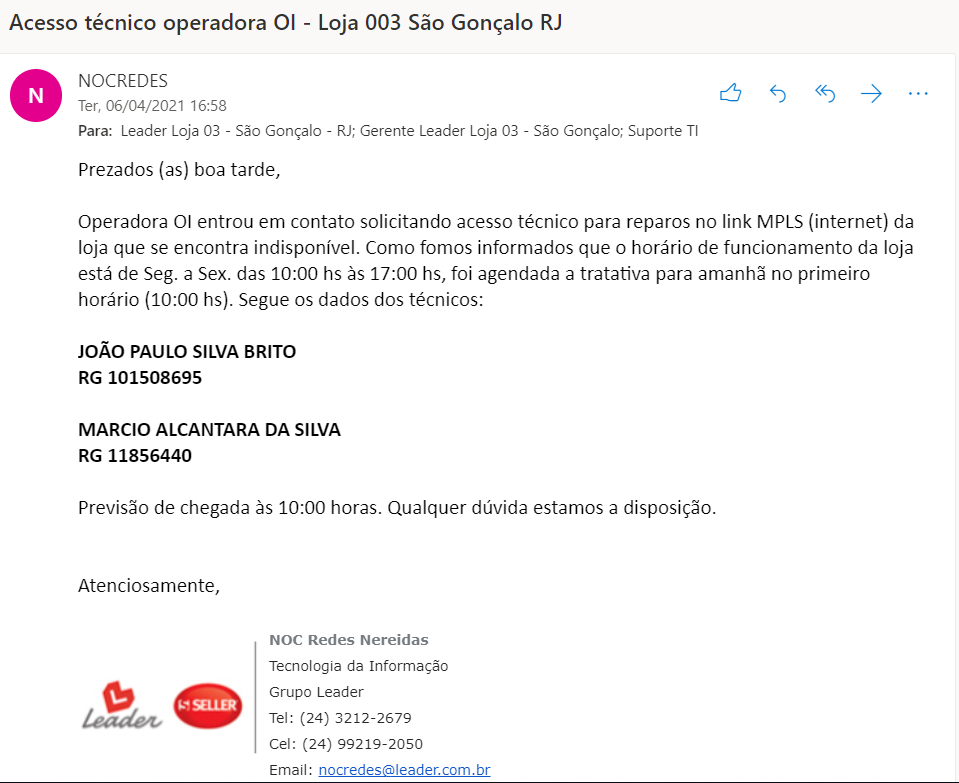 Acesso técnico operadora OI - Loja 003 São Gonçalo RJ
N
NOCREDES
Ter, 06/04/2021 16:58
Para: Leader Loja 03 - São Gonçalo - RJ; Gerente Leader Loja 03 - São Gonçalo; Suporte TI
Prezados (as) boa tarde,
Operadora OI entrou em contato solicitando acesso técnico para reparos no link MPLS (internet) da
loja que se encontra indisponível. Como fomos informados que o horário de funcionamento da loja
está de Seg. a Sex. das 10:00 hs às 17:00 hs, foi agendada a tratativa para amanhã no primeiro
horário (10:00 hs). Segue os dados dos técnicos:
JOÃO PAULO SILVA BRITO
RG 101508695
MARCIO ALCANTARA DA SILVA
RG 11856440
Previsão de chegada às 10:00 horas. Qualquer dúvida estamos a disposição.
Atenciosamente,
Leader
SELLER
NOC Redes Nereidas
Tecnologia da Informação
Grupo Leader
Tel: (24) 3212-2679
Cel: (24) 99219-2050
Email: nocredes@leader.com.br